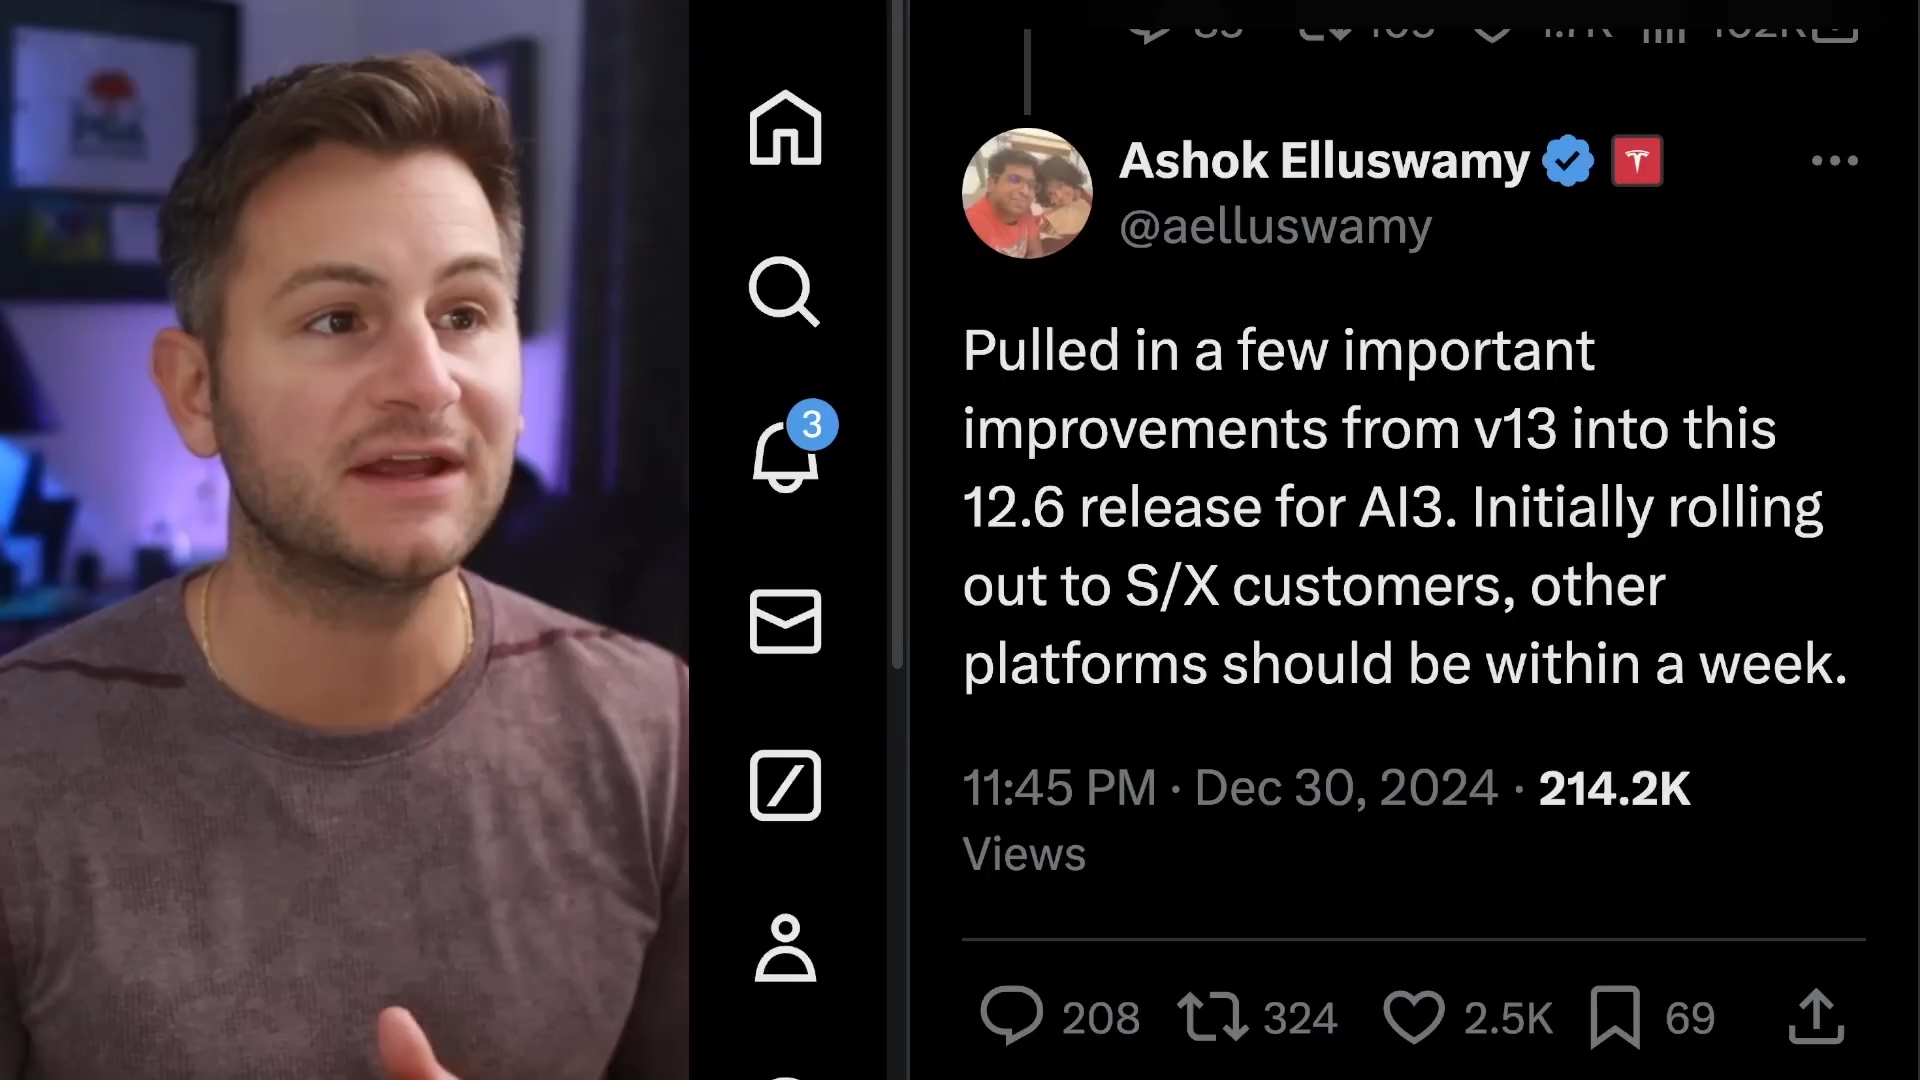 Ashok Elluswamy
@aelluswamy
3
Pulled in a few important
improvements from v13 into this
12.6 release for AI3. Initially rolling
out to S/X customers, other
platforms should be within a week.
11:45 PM · Dec 30, 2024 · 214.2K
Views
208 324 2.5K 69